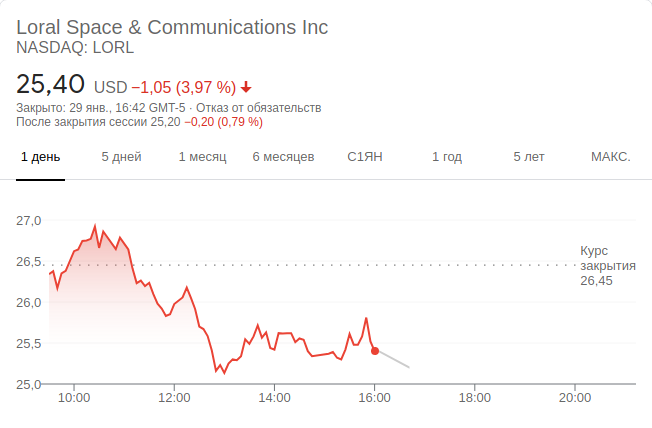 Loral Space & Communications Inc
NASDAQ: LORL
25,40 USD −1,05 (3,97 %)
Закрыто: 29 янв., 16:42 GMT-5 · Отказ от обязательств
После закрытия сессии 25,20 −0,20 (0,79 %)
1 день 5 дней 1 месяц 6 месяцев С1ЯН 1 год 5 лет МАКС.
27,0
26,5
26,0
25,5
25,0
Курс
закрытия
26,45
10:00 12:00 14:00 16:00 18:00 20:00